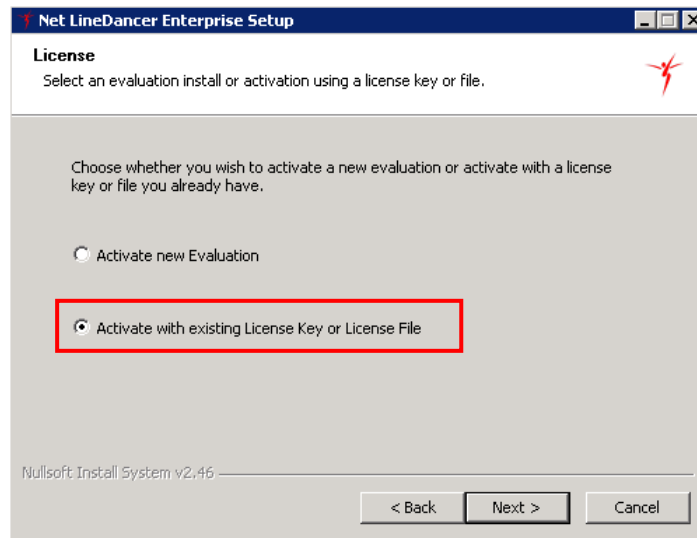 Net LineDancer Enterprise Setup
License
Select an evaluation install or activation using a license key or file.
Choose whether you wish to activate a new evaluation or activate with a license
key or file you already have.
Activate new Evaluation
Activate with existing License Key or License File
Nullsoft Install System v2.46
< Back Next > Cancel